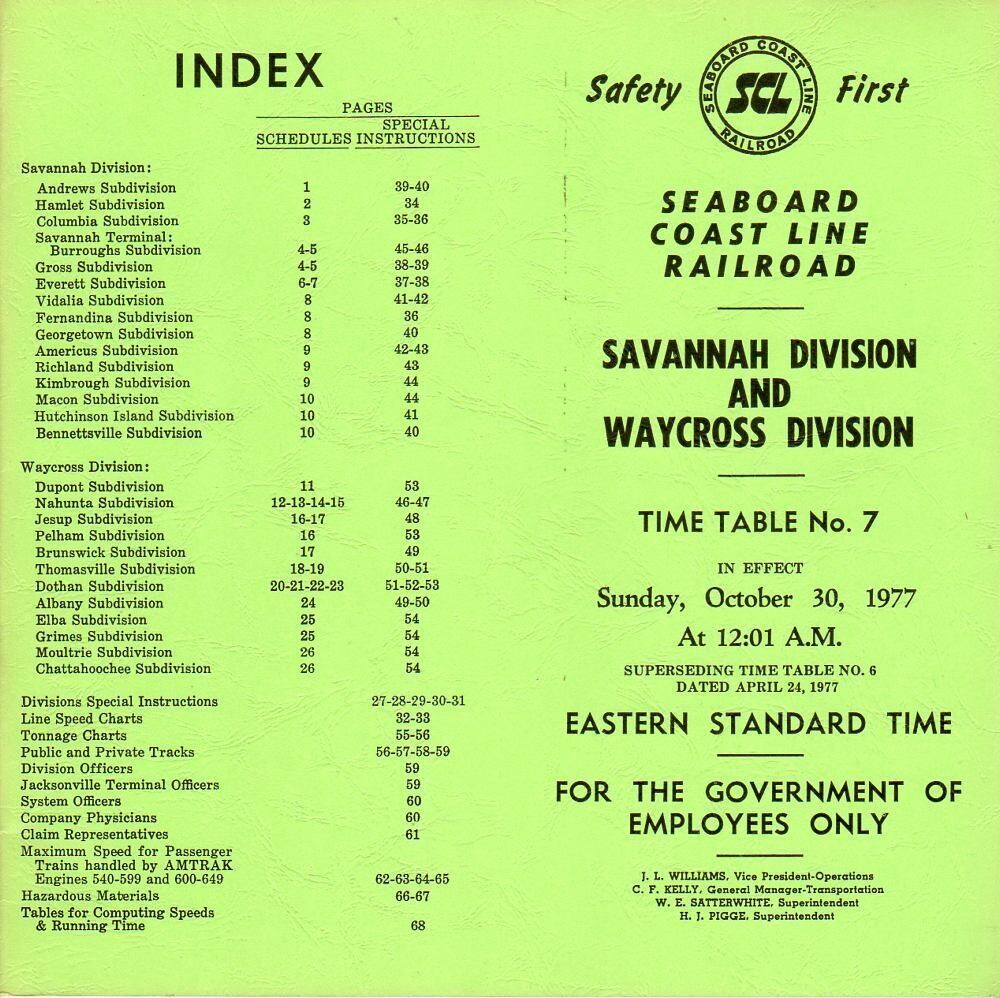 INDEX
PAGES
SCHEDULES SPECIAL INSTRUCTIONS
Savannah Division:
Andrews Subdivision 1 39-40
Hamlet Subdivision 2 34
Columbia Subdivision 3 35-36
Savannah Terminal:
Burroughs Subdivision 4-5 45-46
Gross Subdivision 4-5 38-39
Everett Subdivision 6-7 37-38
Vidalia Subdivision 8 41-42
Fernandina Subdivision 8 36
Georgetown Subdivision 8 40
Americus Subdivision 9 42-43
Richland Subdivision 9 43
Kimbrough Subdivision 9 44
Macon Subdivision 10 44
Hutchinson Island Subdivision 10 41
Bennettsville Subdivision 10 40
Waycross Division:
Dupont Subdivision 11 53
Nahunta Subdivision 12-13-14-15 46-47
Jesup Subdivision 16-17 48
Pelham Subdivision 16 53
Brunswick Subdivision 17 49
Thomasville Subdivision 18-19 50-51
Dothan Subdivision 20-21-22-23 51-52-53
Albany Subdivision 24 49-50
Elba Subdivision 25 54
Grimes Subdivision 25 54
Moultrie Subdivision 26 54
Chattahoochee Subdivision 26 54
Divisions Special Instructions 27-28-29-30-31
Line Speed Charts 32-33
Tonnage Charts 55-56
Public and Private Tracks 56-57-58-59
Division Officers 59
Jacksonville Terminal Officers 59
System Officers 60
Company Physicians 60
Claim Representatives 61
Maximum Speed for Passenger
Trains handled by AMTRAK
Engines 540-599 and 600-649 62-63-64-65
Hazardous Materials 66-67
Tables for Computing Speeds
& Running Time 68
Safety First
SEABOARD COAST LINE
SCL
RAILROAD
SEABOARD
COAST LINE
RAILROAD
SAVANNAH DIVISION
AND
WAYCROSS DIVISION
TIME TABLE No. 7
IN EFFECT
Sunday, October 30, 1977
At 12:01 A.M.
SUPERSEDING TIME TABLE NO. 6
DATED APRIL 24, 1977
EASTERN STANDARD TIME
FOR THE GOVERNMENT OF
EMPLOYEES ONLY
J. L. WILLIAMS, Vice President-Operations
C. F. KELLY, General Manager-Transportation
W. E. SATTERWHITE, Superintendent
H. J. PIGGE, Superintendent